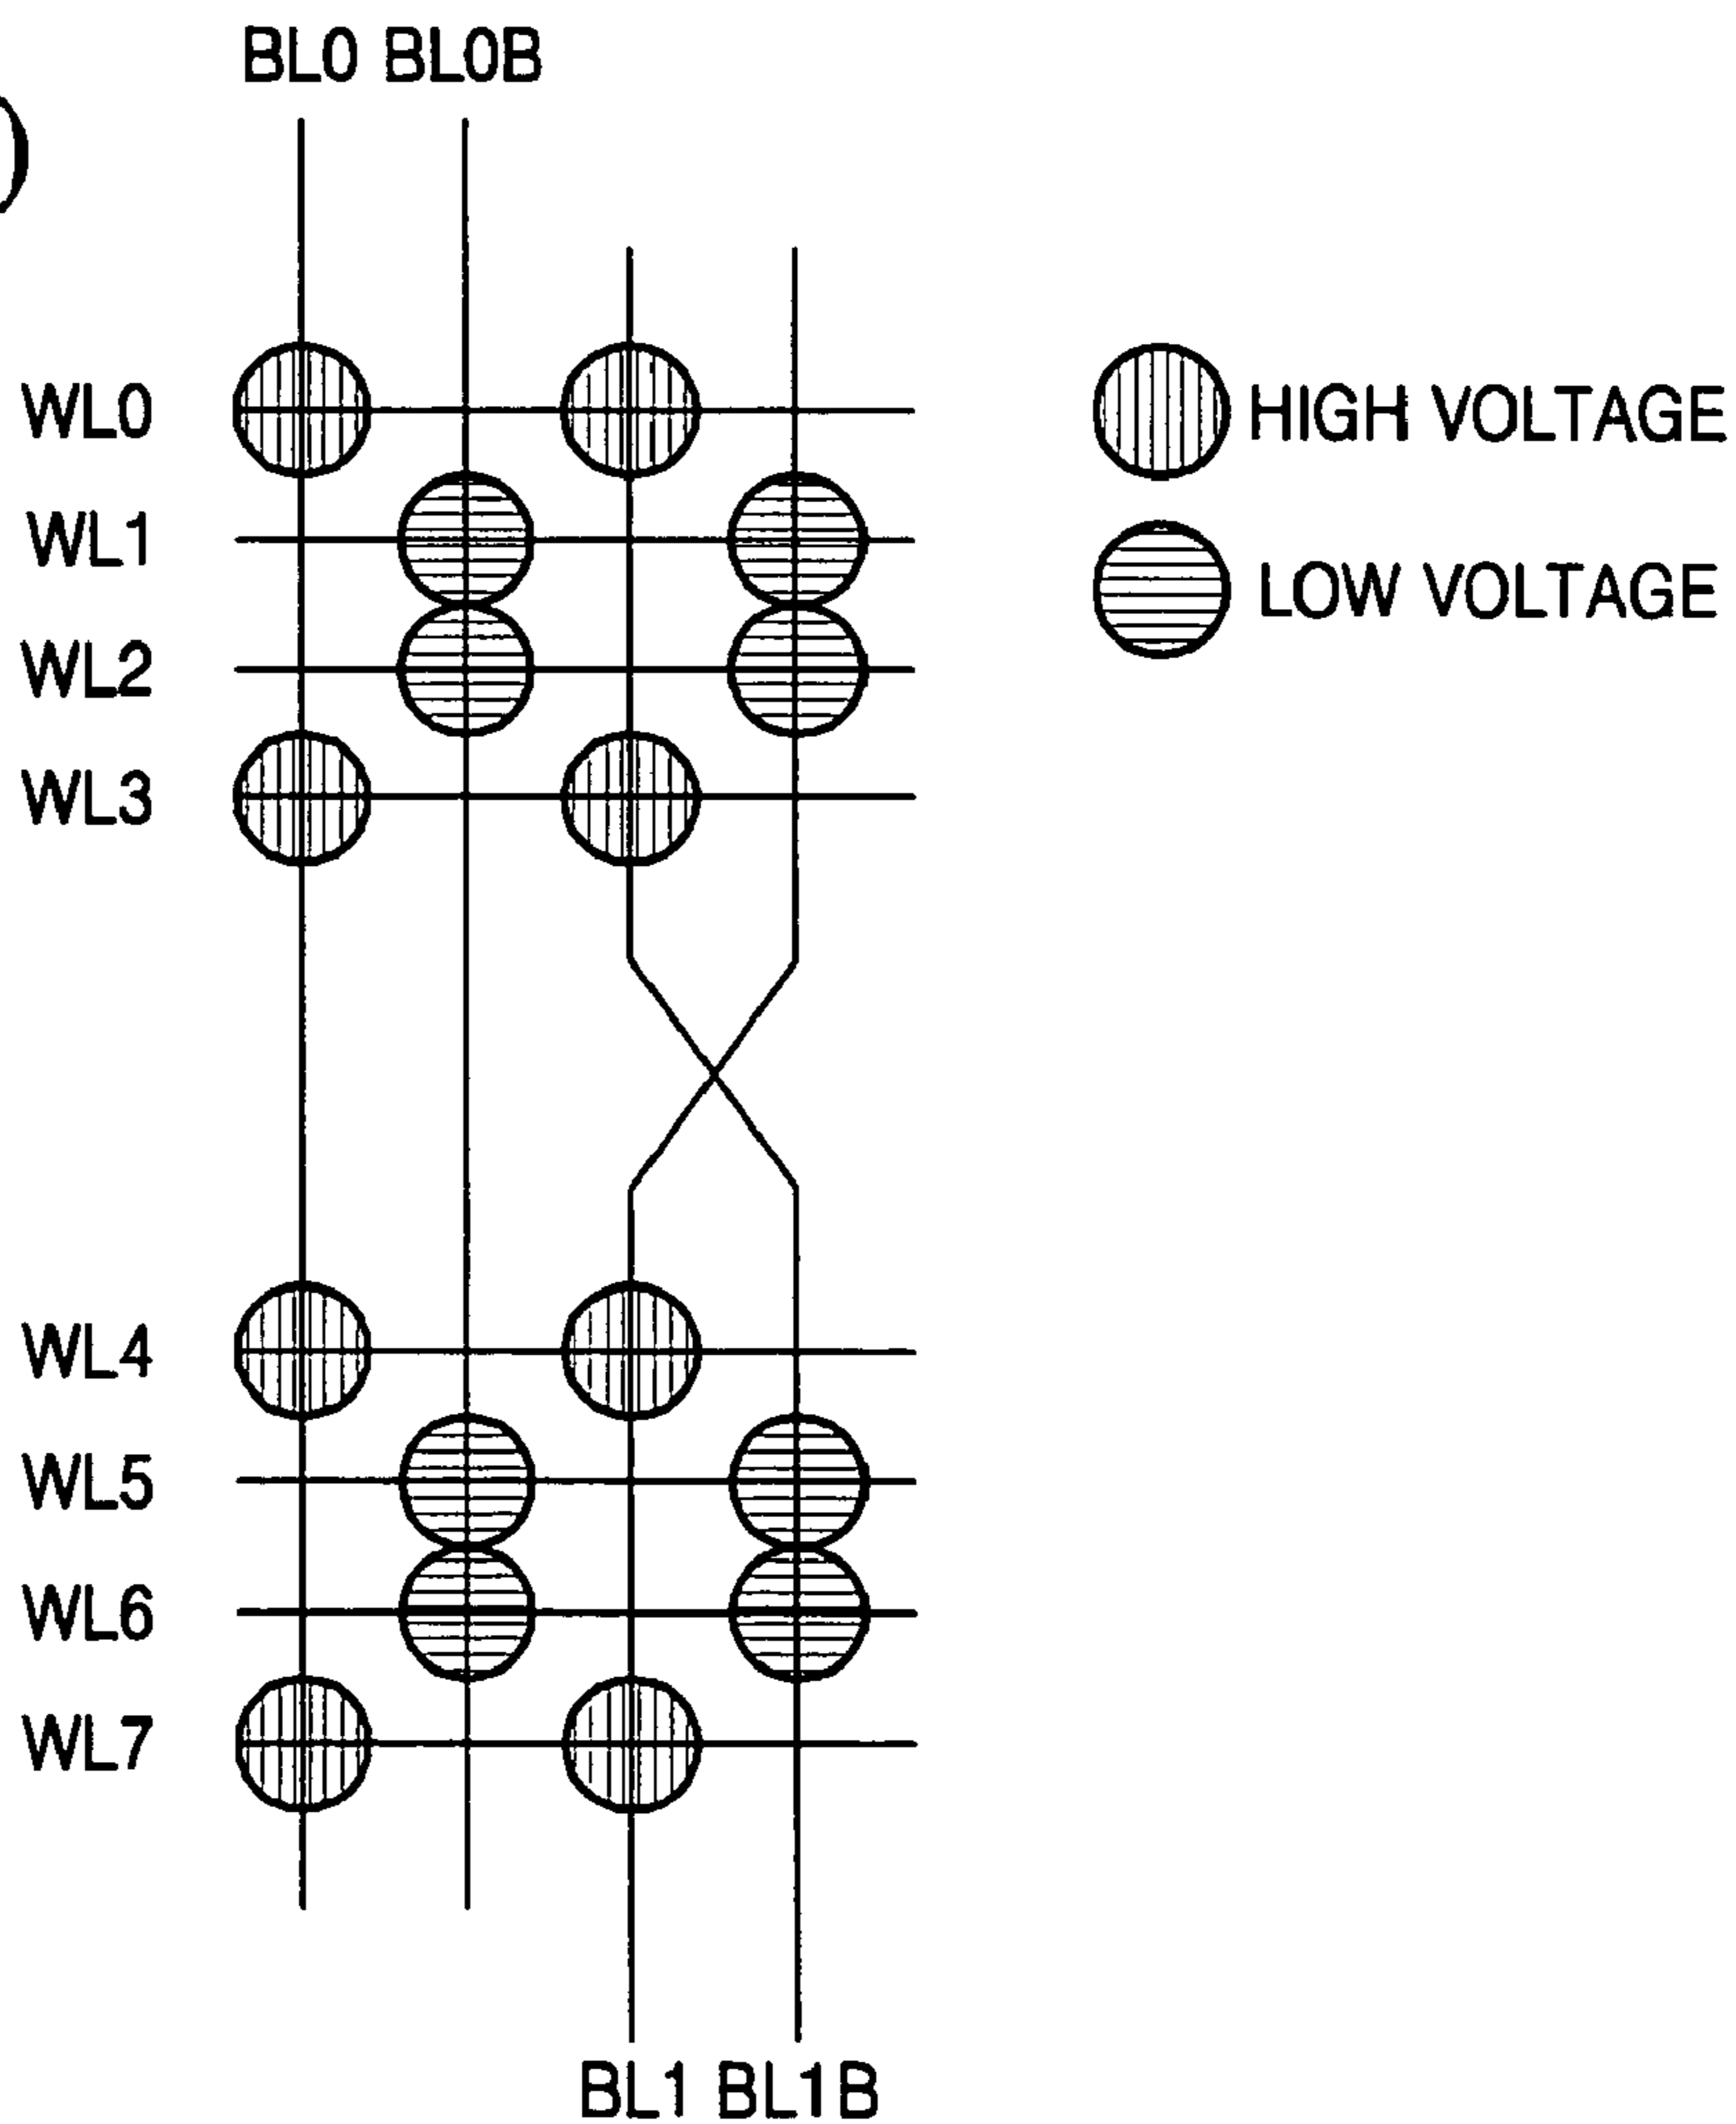 BL0 BL0B
)
WL0
HIGH VOLTAGE
WL1
LOW VOLTAGE
WL2
WL3
WL4
WL5
WL6
WL7
BL1 BL1B